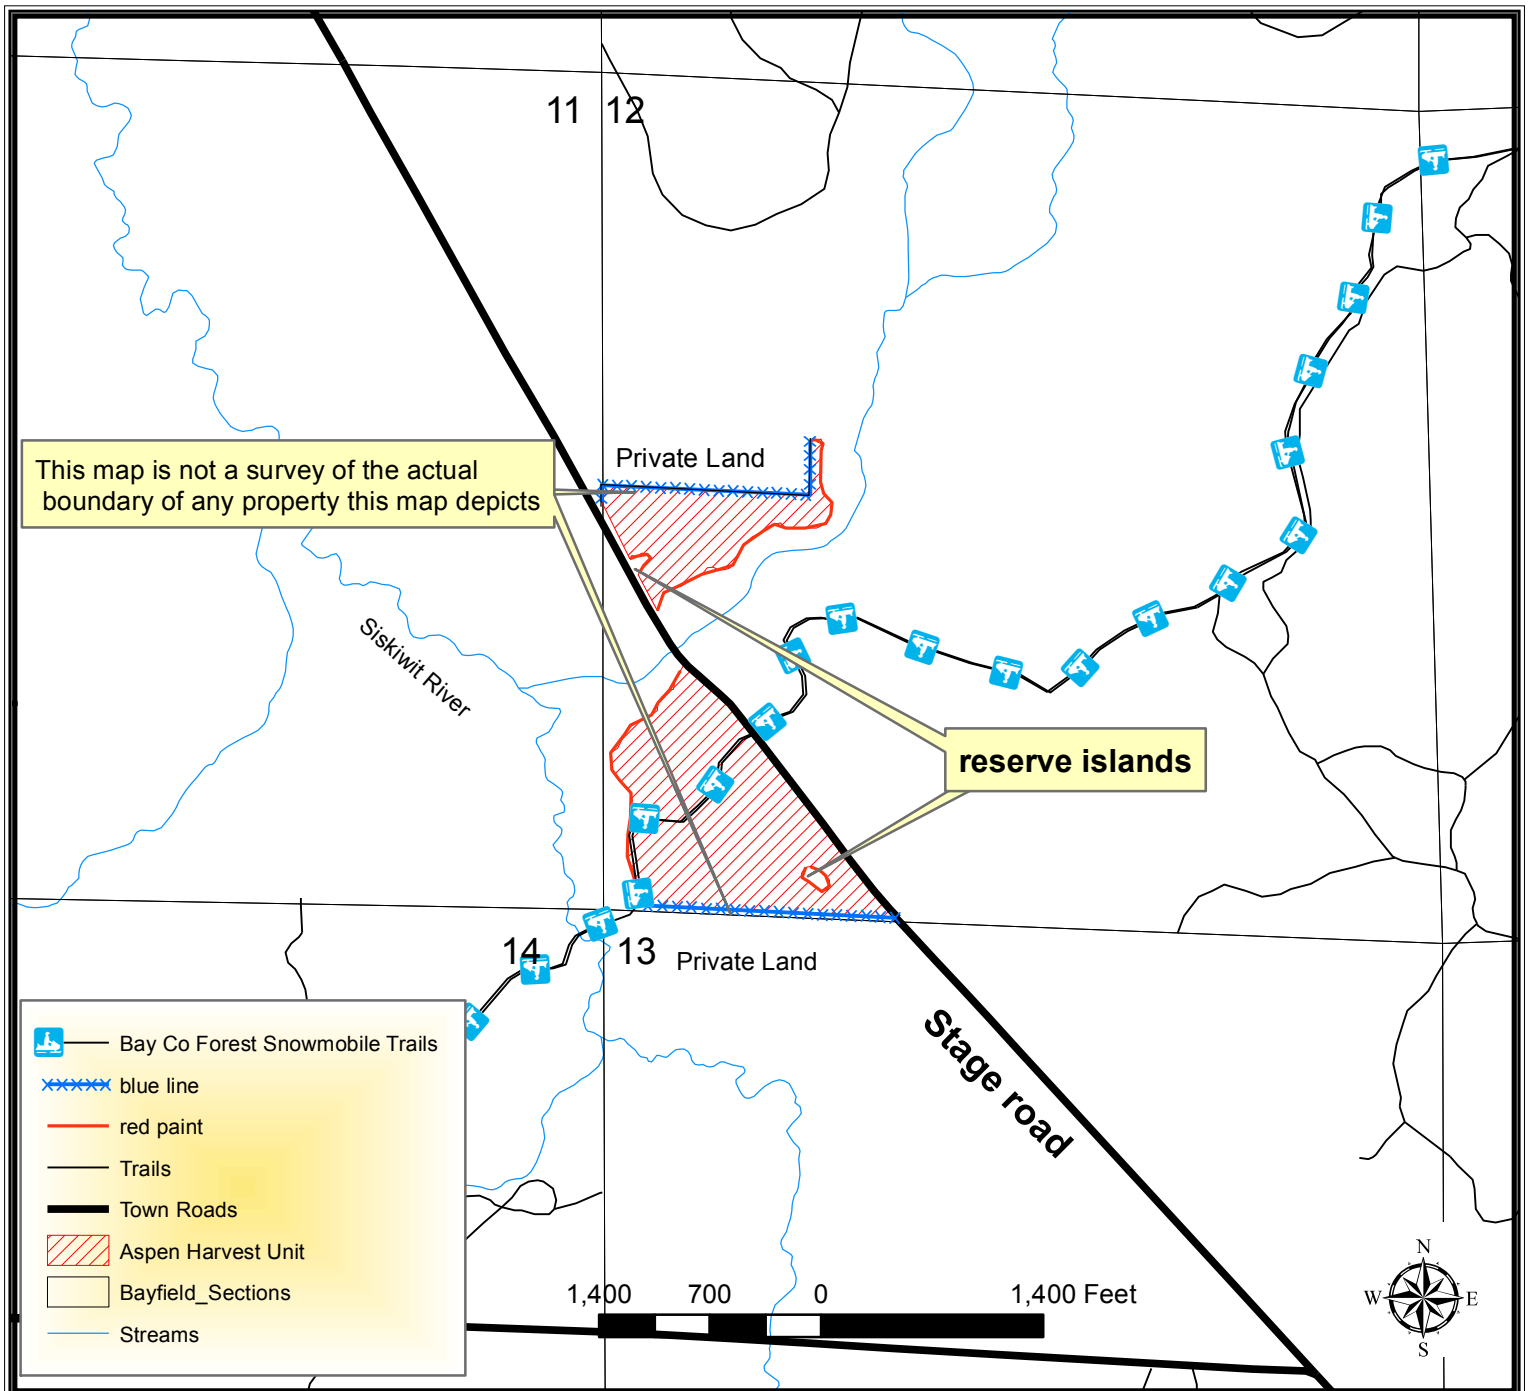 11 12
Private Land
This map is not a survey of the actual
boundary of any property this map depicts
Siskiwit River
reserve islands
14 13
Private Land
Stage road
Bay Co Forest Snowmobile Trails
blue line
red paint
Trails
Town Roads
Aspen Harvest Unit
Bayfield_Sections
Streams
1,400 700 0 1,400 Feet
N
W E
S